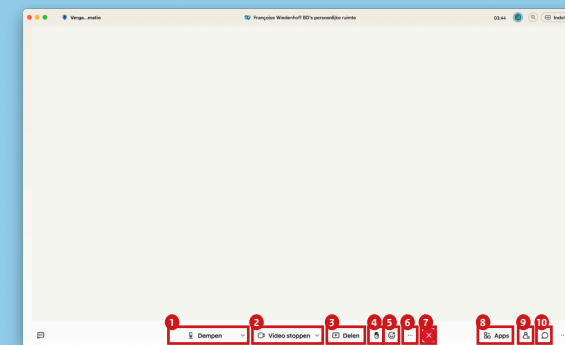 Verga...matie
Françoise Wiedenhoff BD's persoonlijke ruimte
03:44
Indel
1
2
3
4
5
6
7
8
9
10
Dempen
Video stoppen
Delen
Apps